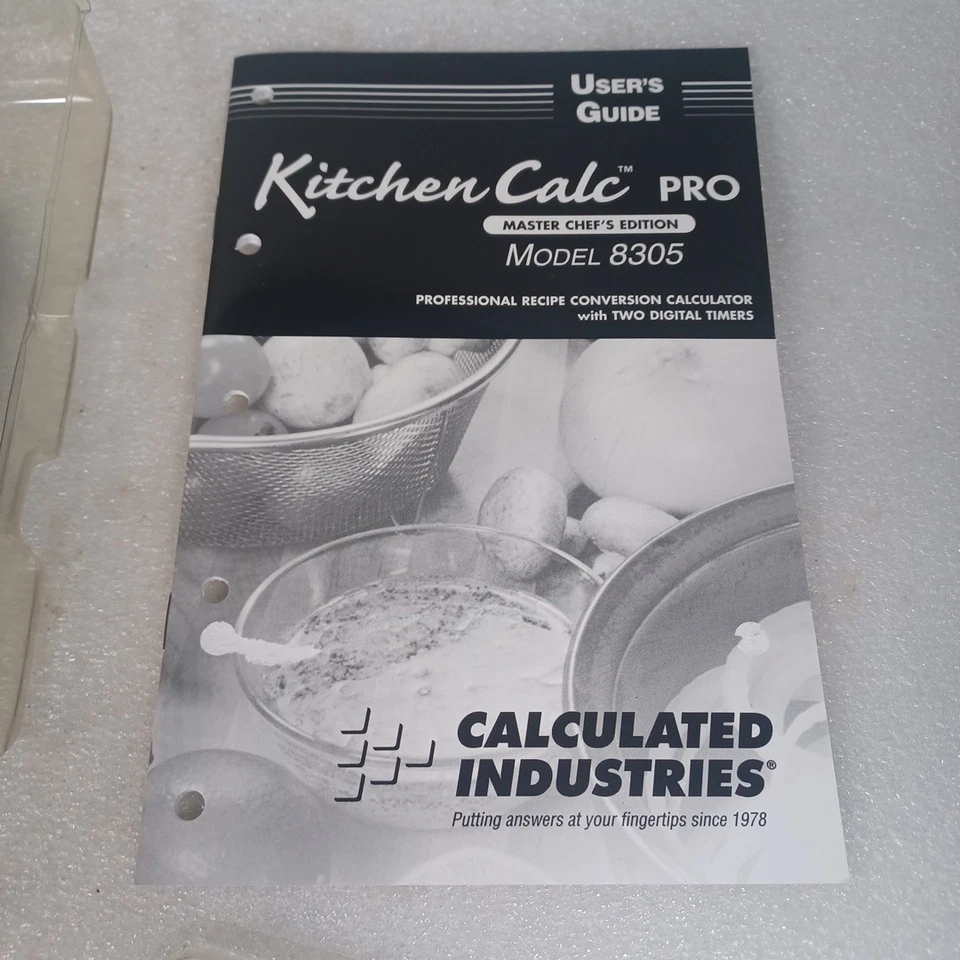 USER'S
GUIDE
Kitchen Calc™ PRO
MASTER CHEF'S EDITION
MODEL 8305
PROFESSIONAL RECIPE CONVERSION CALCULATOR
with TWO DIGITAL TIMERS
CALCULATED
INDUSTRIES®
Putting answers at your fingertips since 1978